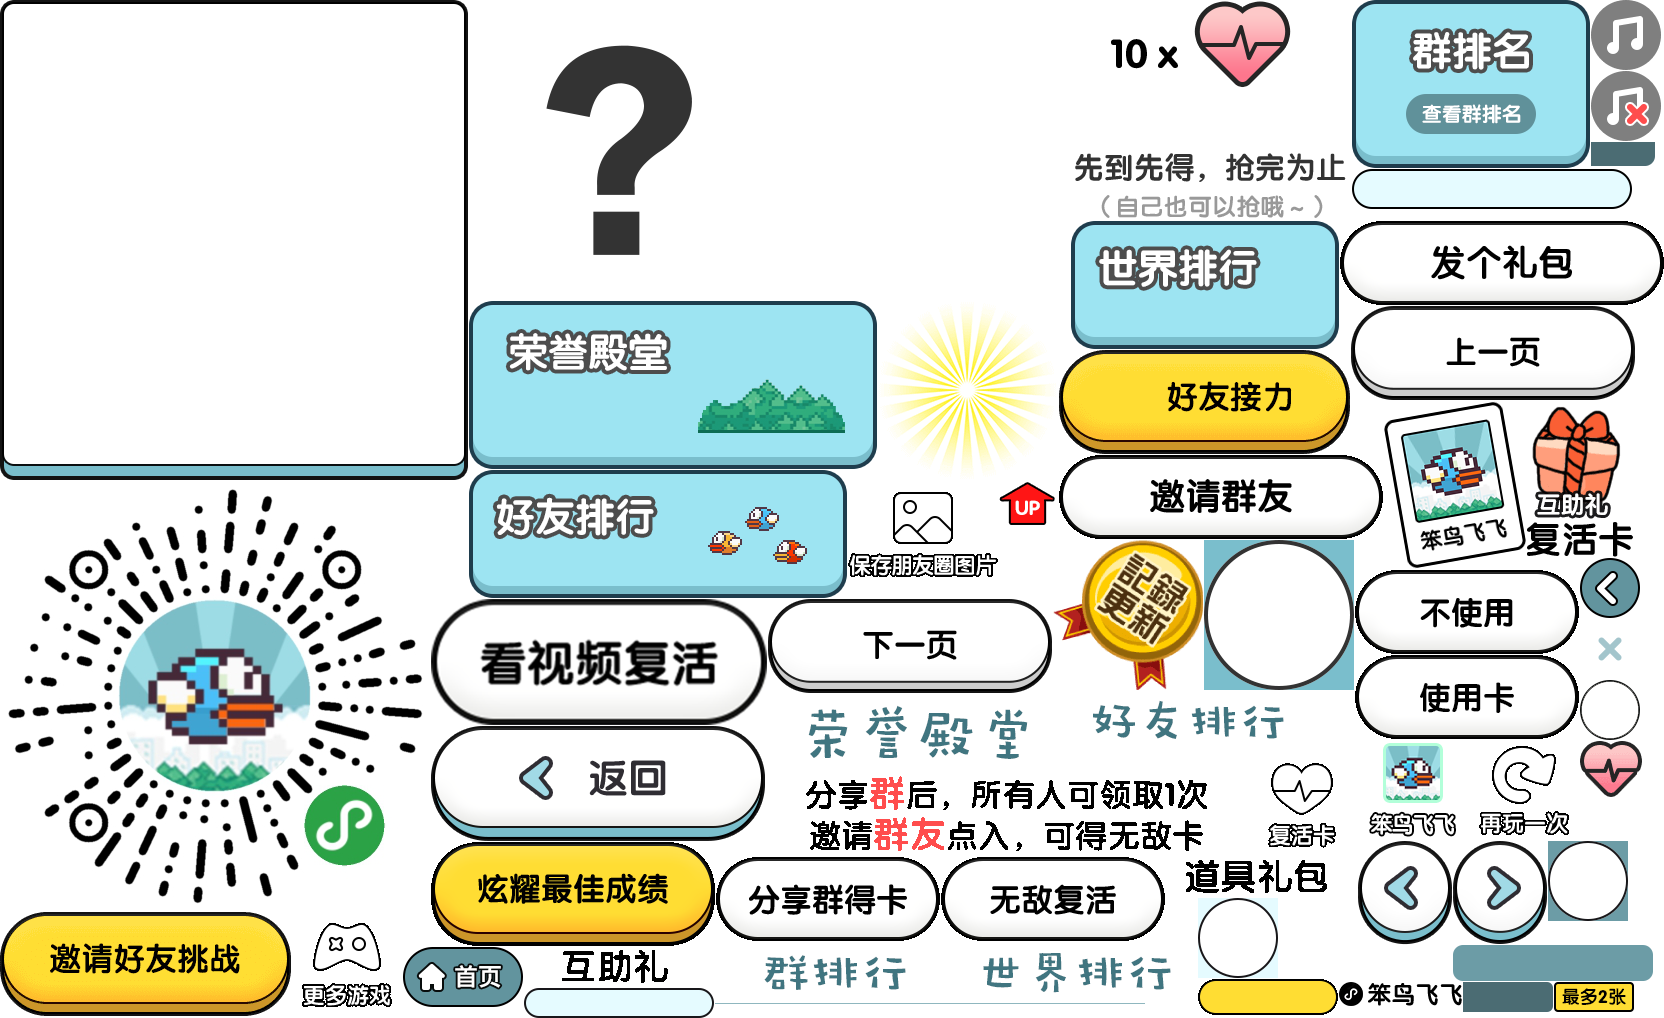 ?
10 x
群排名
查看群排名
先到先得，抢完为止
（自己也可以抢哦~）
世界排行
发个礼包
荣誉殿堂
上一页
好友接力
邀请群友
好友排行
UP
保存朋友圈图片
笨鸟飞飞
互助礼
复活卡
記録
更新
不使用
看视频复活
下一页
使用卡
荣誉殿堂
好友排行
返回
分享群后，所有人可领取1次
邀请群友点入，可得无敌卡
复活卡
笨鸟飞飞
再玩一次
道具礼包
炫耀最佳成绩
分享群得卡
无敌复活
邀请好友挑战
更多游戏
首页
互助礼
群排行
世界排行
笨鸟飞飞
最多2张